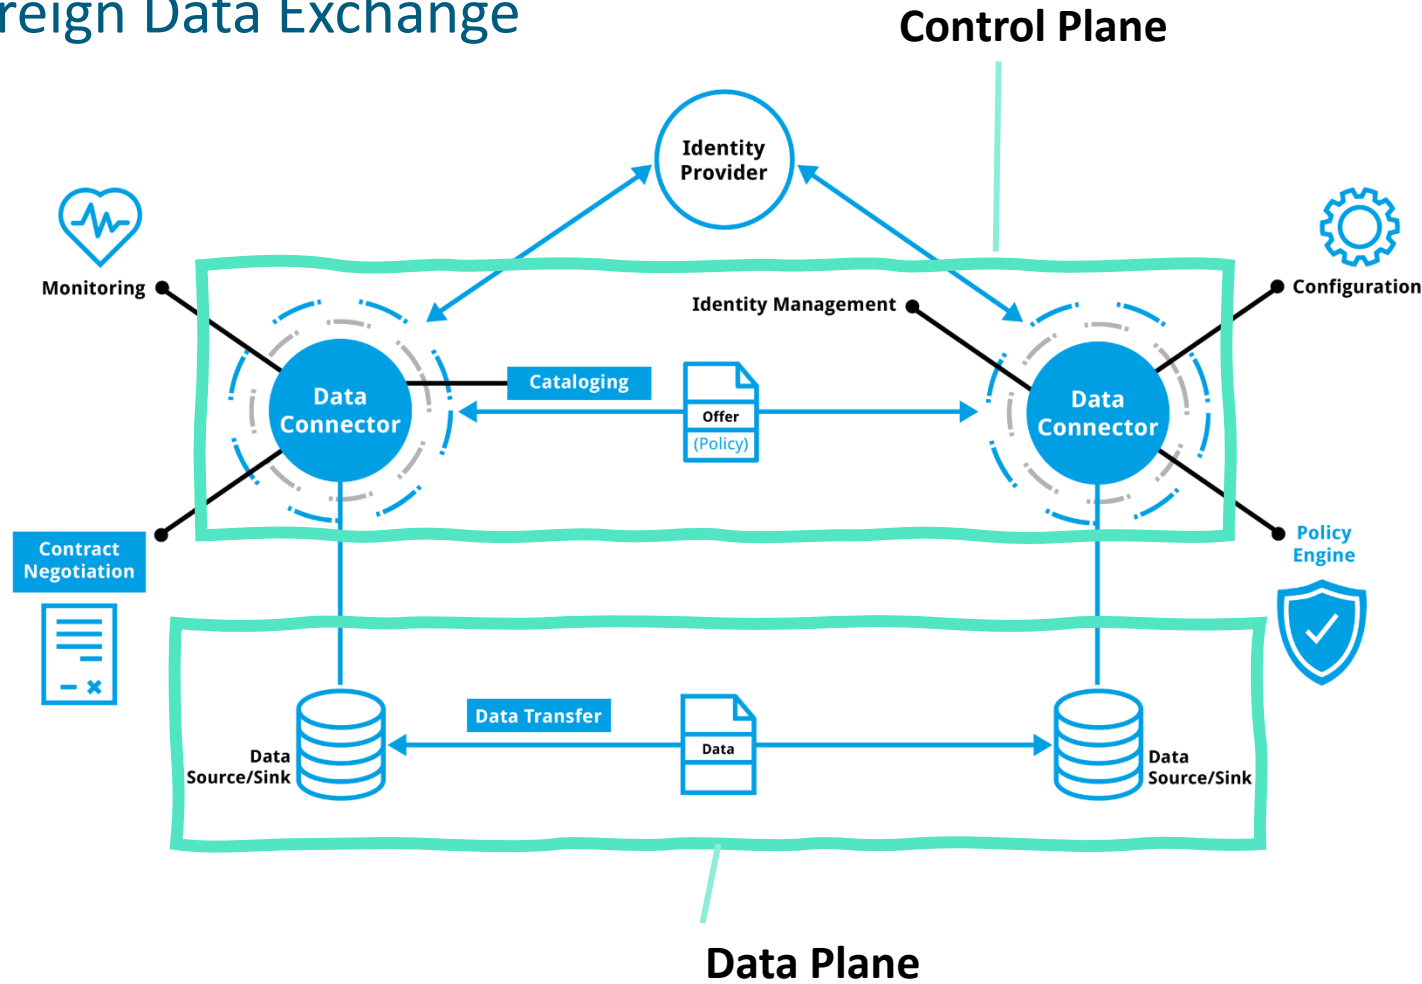 reign Data Exchange
Control Plane
Identity
Provider
Monitoring
Configuration
Identity Management
Data
Connector
Cataloging
Offer
(Policy)
Data
Connector
Contract
Negotiation
Policy
Engine
Data Transfer
Data
Source/Sink
Data
Data
Source/Sink
Data Plane